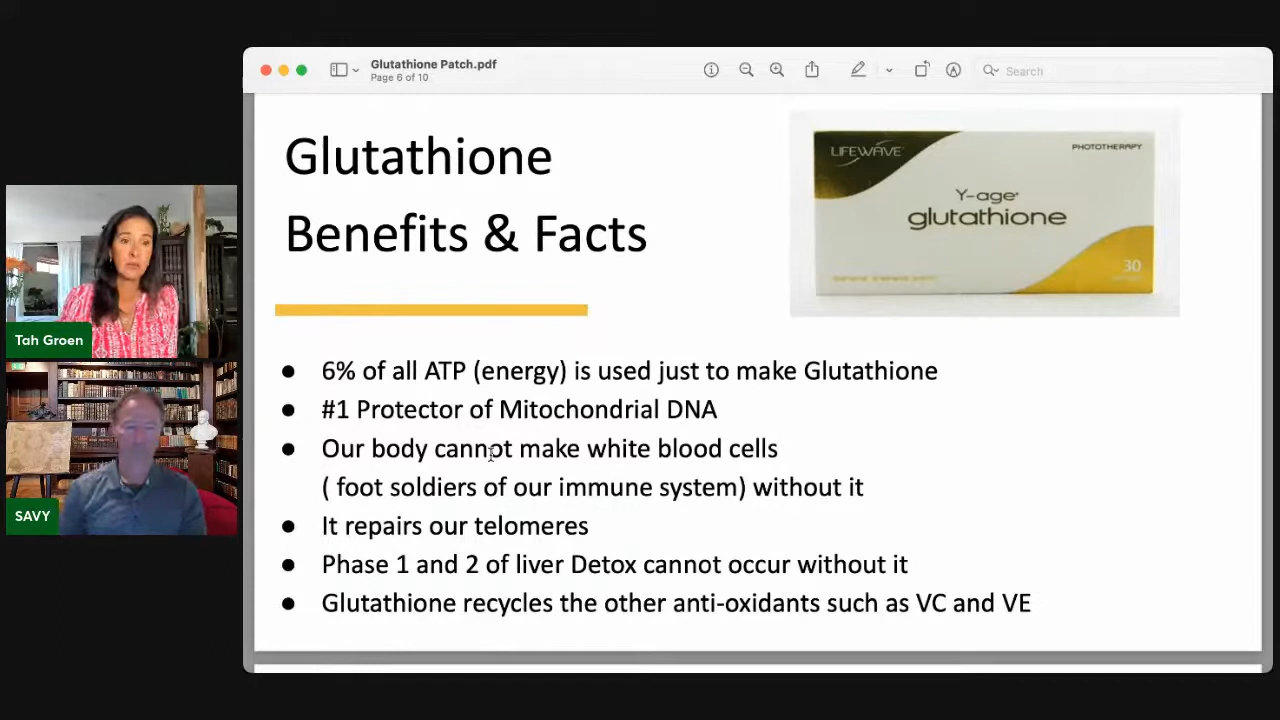 Glutathione Patch.pdf
Page 6 of 10
Search
Glutathione
Benefits & Facts
LIFEWAVE
PHOTOTHERAPY
Y-age
glutathione
30
Tah Groen
SAVY
● 6% of all ATP (energy) is used just to make Glutathione
● #1 Protector of Mitochondrial DNA
● Our body cannot make white blood cells
( foot soldiers of our immune system) without it
● It repairs our telomeres
● Phase 1 and 2 of liver Detox cannot occur without it
● Glutathione recycles the other anti-oxidants such as VC and VE